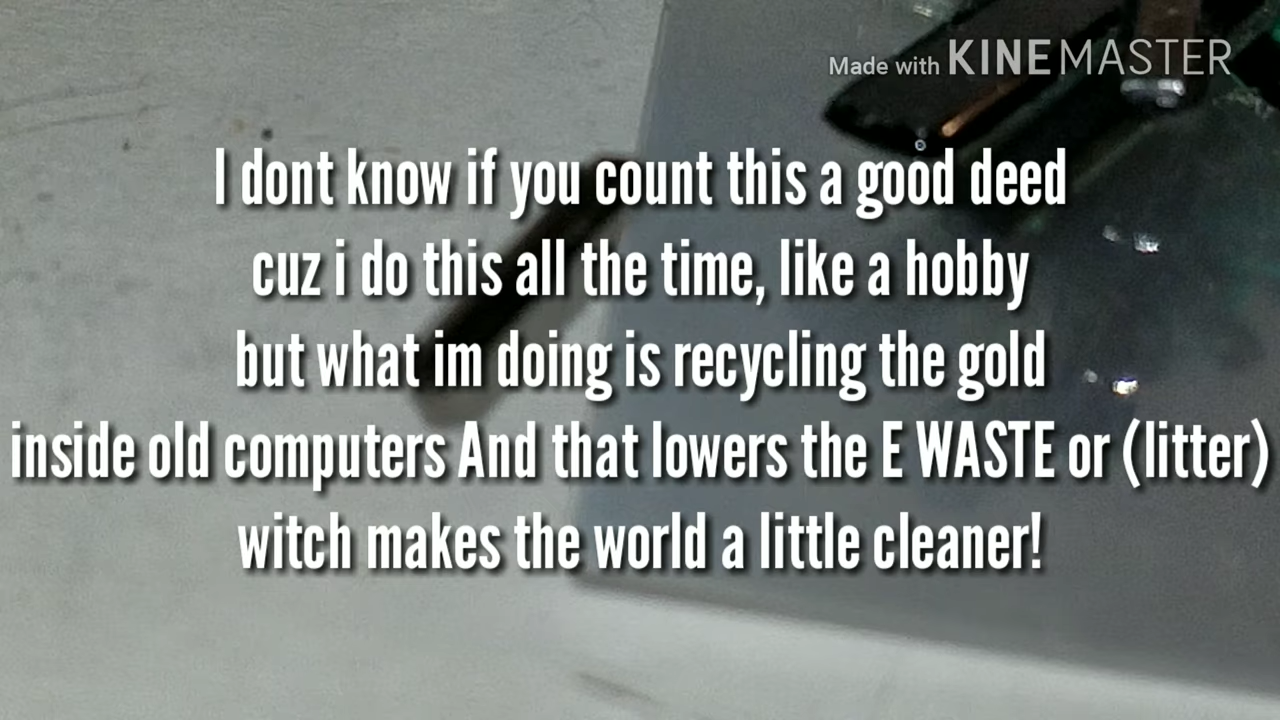 Made with KINEMASTER
I dont know if you count this a good deed
cuz i do this all the time, like a hobby
but what im doing is recycling the gold
inside old computers And that lowers the E WASTE or (litter)
witch makes the world a little cleaner!